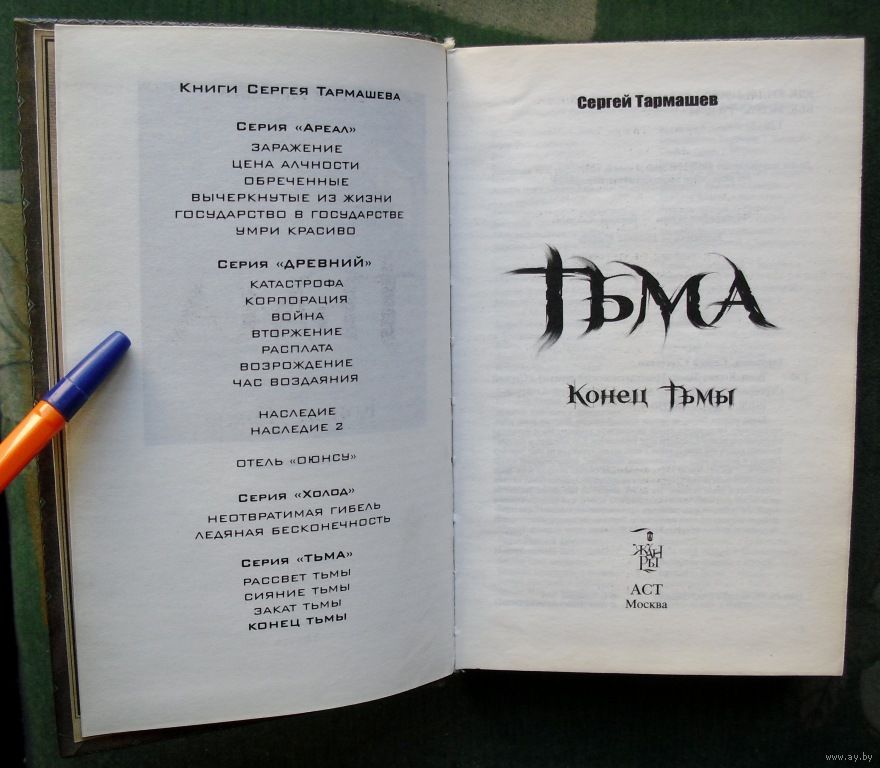 Книги Сергея Тармашева
Серия «Ареал»
ЗАРАЖЕНИЕ
ЦЕНА АЛЧНОСТИ
ОБРЕЧЕННЫЕ
ВЫЧЕРКНУТЫЕ ИЗ ЖИЗНИ
ГОСУДАРСТВО В ГОСУДАРСТВЕ
УМРИ КРАСИВО
Серия «ДРЕВНИЙ»
КАТАСТРОФА
КОРПОРАЦИЯ
ВОЙНА
ВТОРЖЕНИЕ
РАСПЛАТА
ВОЗРОЖДЕНИЕ
ЧАС ВОЗДАЯНИЯ
НАСЛЕДИЕ
НАСЛЕДИЕ 2
ОТЕЛЬ «ОЮНСУ»
Серия «Холод»
НЕОТВРАТИМАЯ ГИБЕЛЬ
ЛЕДЯНАЯ БЕСКОНЕЧНОСТЬ
Серия «ТЬМА»
РАССВЕТ ТЬМЫ
СИЯНИЕ ТЬМЫ
ЗАКАТ ТЬМЫ
КОНЕЦ ТЬМЫ
Сергей Тармашев
ТЬМА
Конец Тьмы
ЖАН
РЫ
АСТ
Москва
www.ay.by